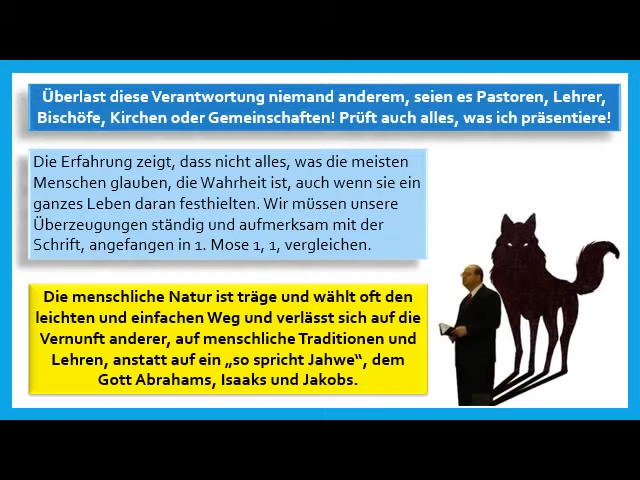 Überlast diese Verantwortung niemand anderem, seien es Pastoren, Lehrer,
Bischöfe, Kirchen oder Gemeinschaften! Prüft auch alles, was ich präsentiere!
Die Erfahrung zeigt, dass nicht alles, was die meisten
Menschen glauben, die Wahrheit ist, auch wenn sie ein
ganzes Leben daran festhielten. Wir müssen unsere
Überzeugungen ständig und aufmerksam mit der
Schrift, angefangen in 1. Mose 1, 1, vergleichen.
Die menschliche Natur ist träge und wählt oft den
leichten und einfachen Weg und verlässt sich auf die
Vernunft anderer, auf menschliche Traditionen und
Lehren, anstatt auf ein „so spricht Jahwe“, dem
Gott Abrahams, Isaaks und Jakobs.